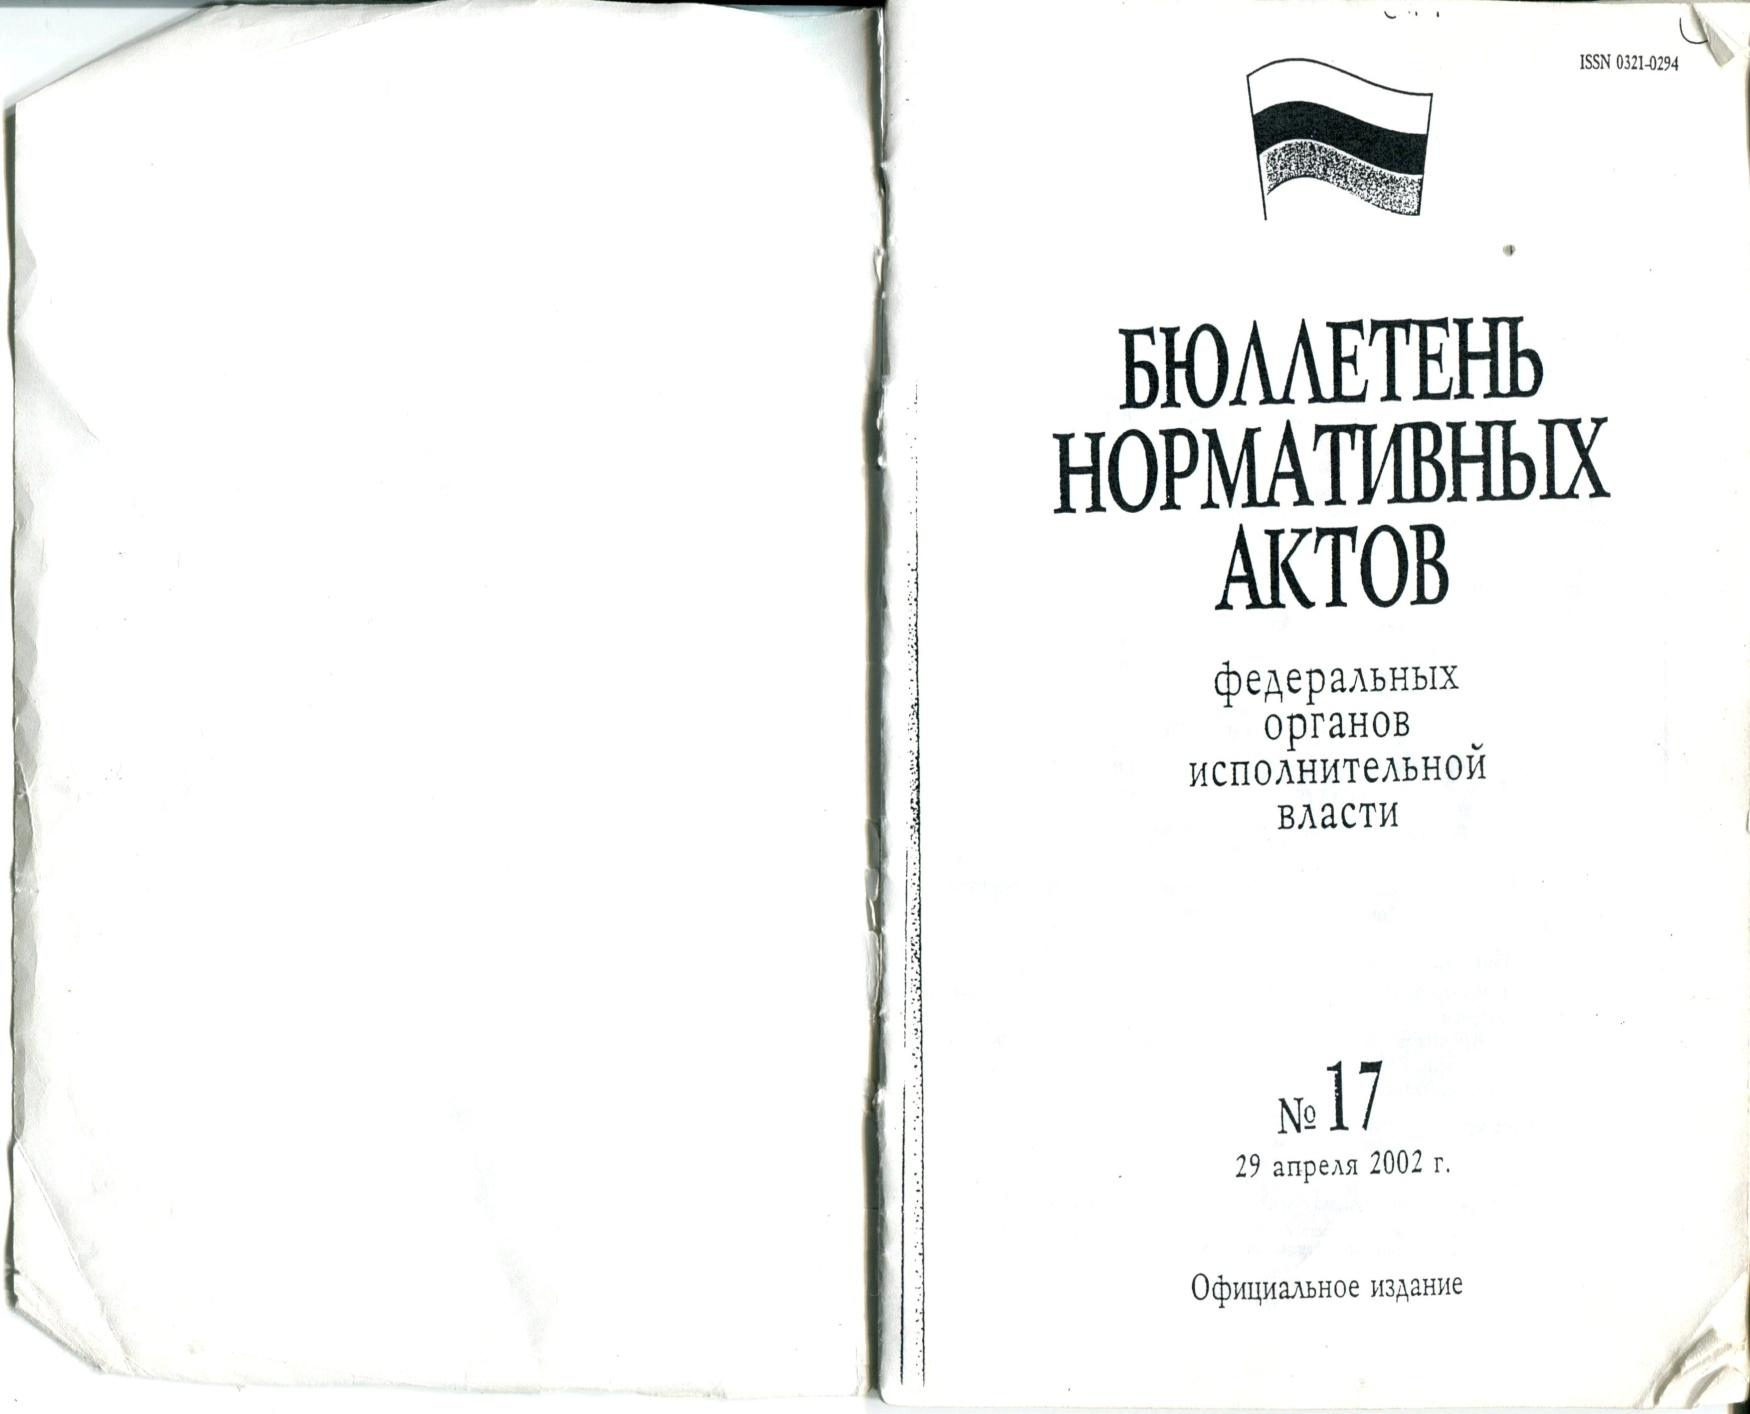 ISSN 0321-0294
БЮЛЛЕТЕНЬ
НОРМАТИВНЫХ
АКТОВ
федеральных
органов
исполнительной
власти
№ 17
29 апреля 2002 г.
Официальное издание